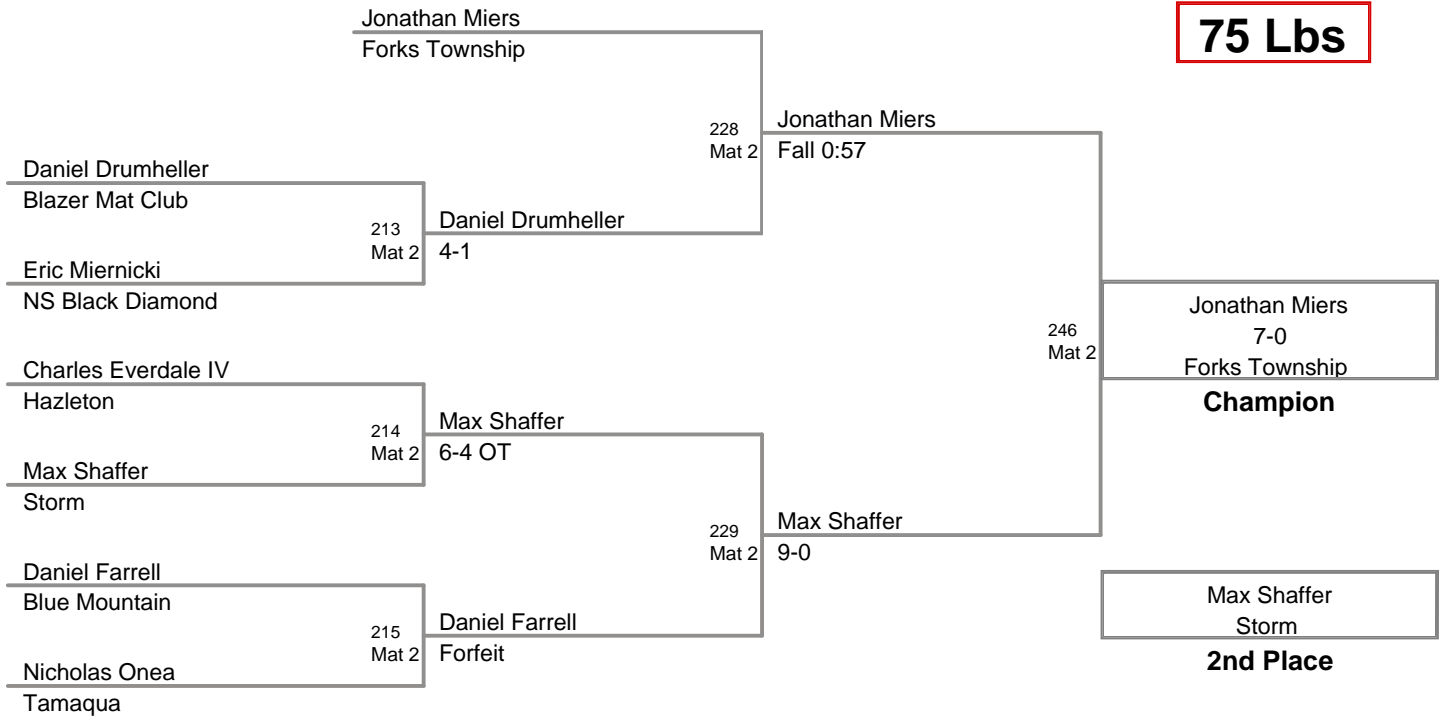 Jonathan Miers
Forks Township
75 Lbs
228
Mat 2
Jonathan Miers
Fall 0:57
Daniel Drumheller
Blazer Mat Club
213
Mat 2
Daniel Drumheller
4-1
Eric Miernicki
NS Black Diamond
246
Mat 2
Jonathan Miers
7-0
Forks Township
Champion
Charles Everdale IV
Hazleton
214
Mat 2
Max Shaffer
6-4 OT
Max Shaffer
Storm
229
Mat 2
Max Shaffer
9-0
Daniel Farrell
Blue Mountain
215
Mat 2
Daniel Farrell
Forfeit
Nicholas Onea
Tamaqua
Max Shaffer
Storm
2nd Place